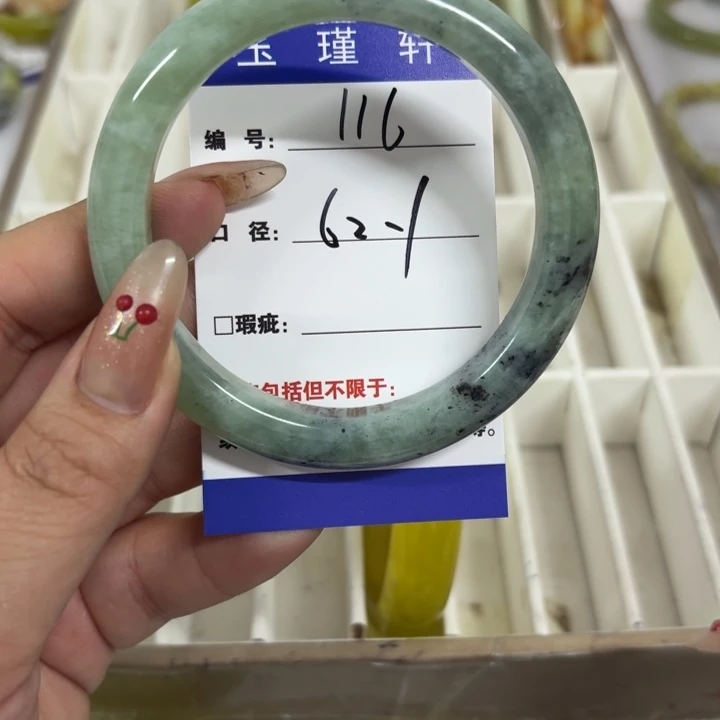 玉瑾轩
编 号: 116
口 径: 62-1
□瑕疵:
包括但不限于: